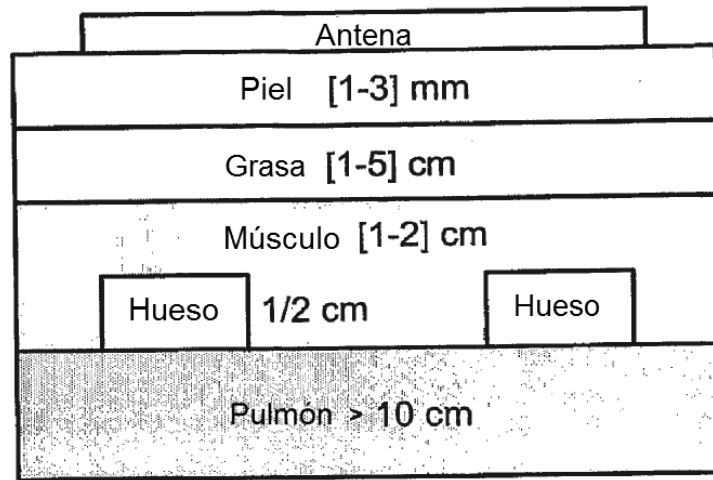 Antena
Piel [1-3] mm
Grasa [1-5] cm
Músculo [1-2] cm
Hueso 1/2 cm Hueso
Pulmón > 10 cm